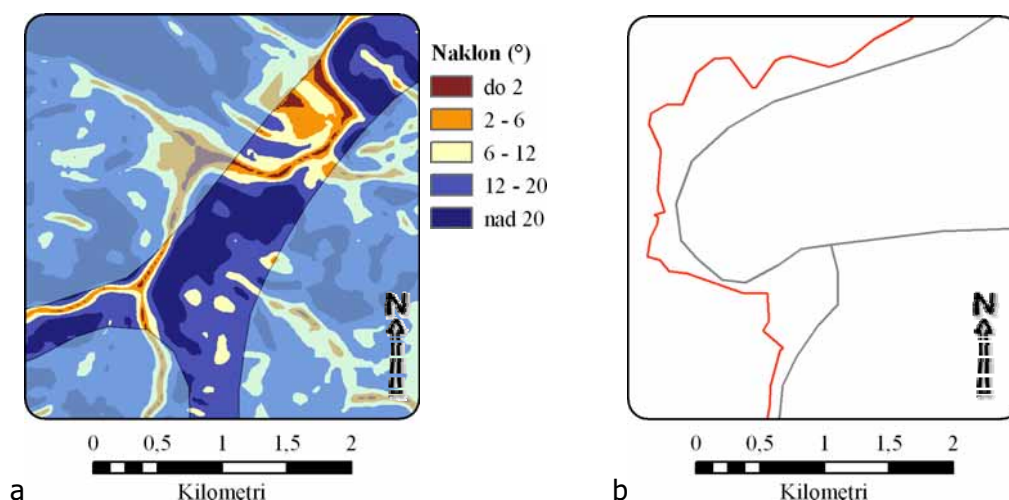 Naklon (°)
do 2
2 - 6
6 - 12
12 - 20
nad 20
N
0 0,5 1 1,5 2
Kilometri
a
N
0 0,5 1 1,5 2
Kilometri
b